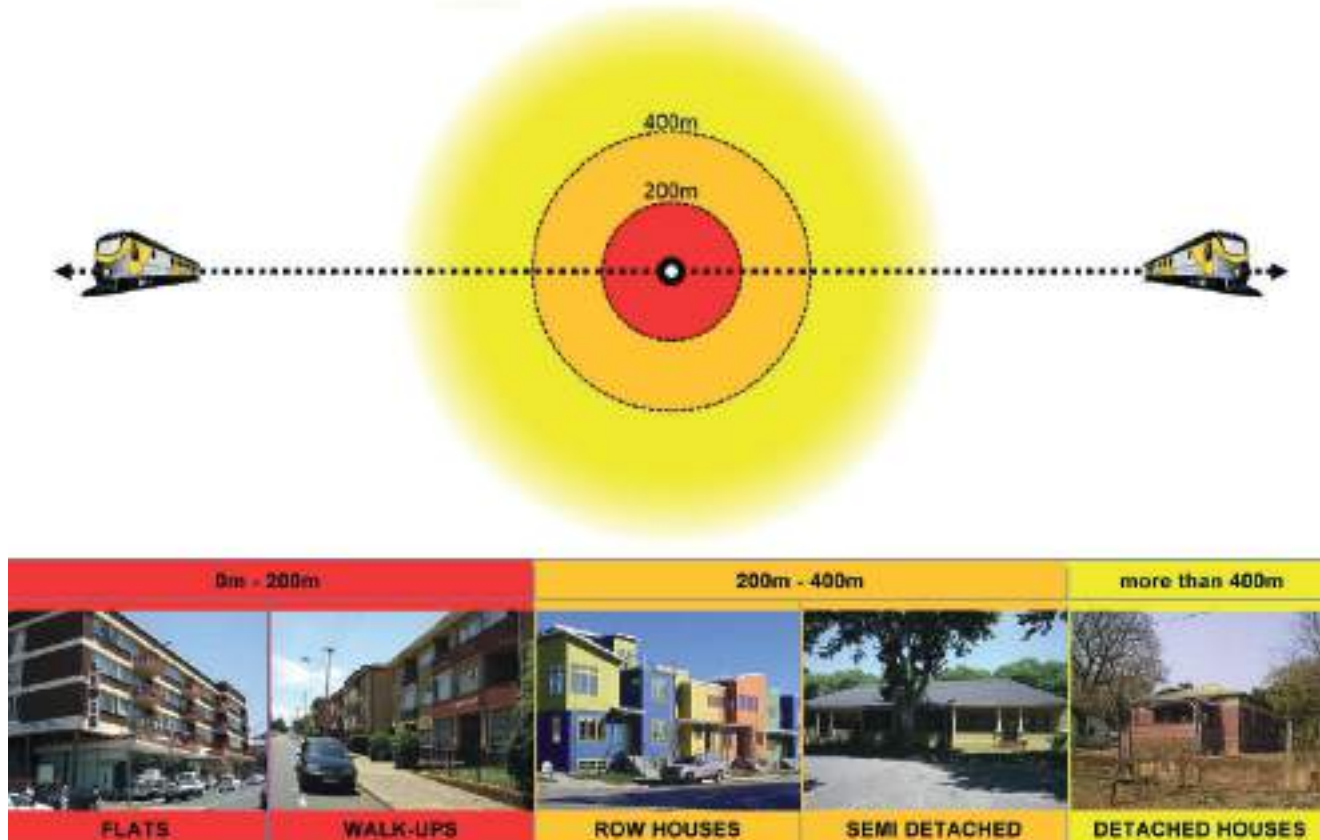 400m
200m
0m - 200m
200m - 400m
more than 400m
FLATS
WALK-UPS
ROW HOUSES
SEMI DETACHED
DETACHED HOUSES